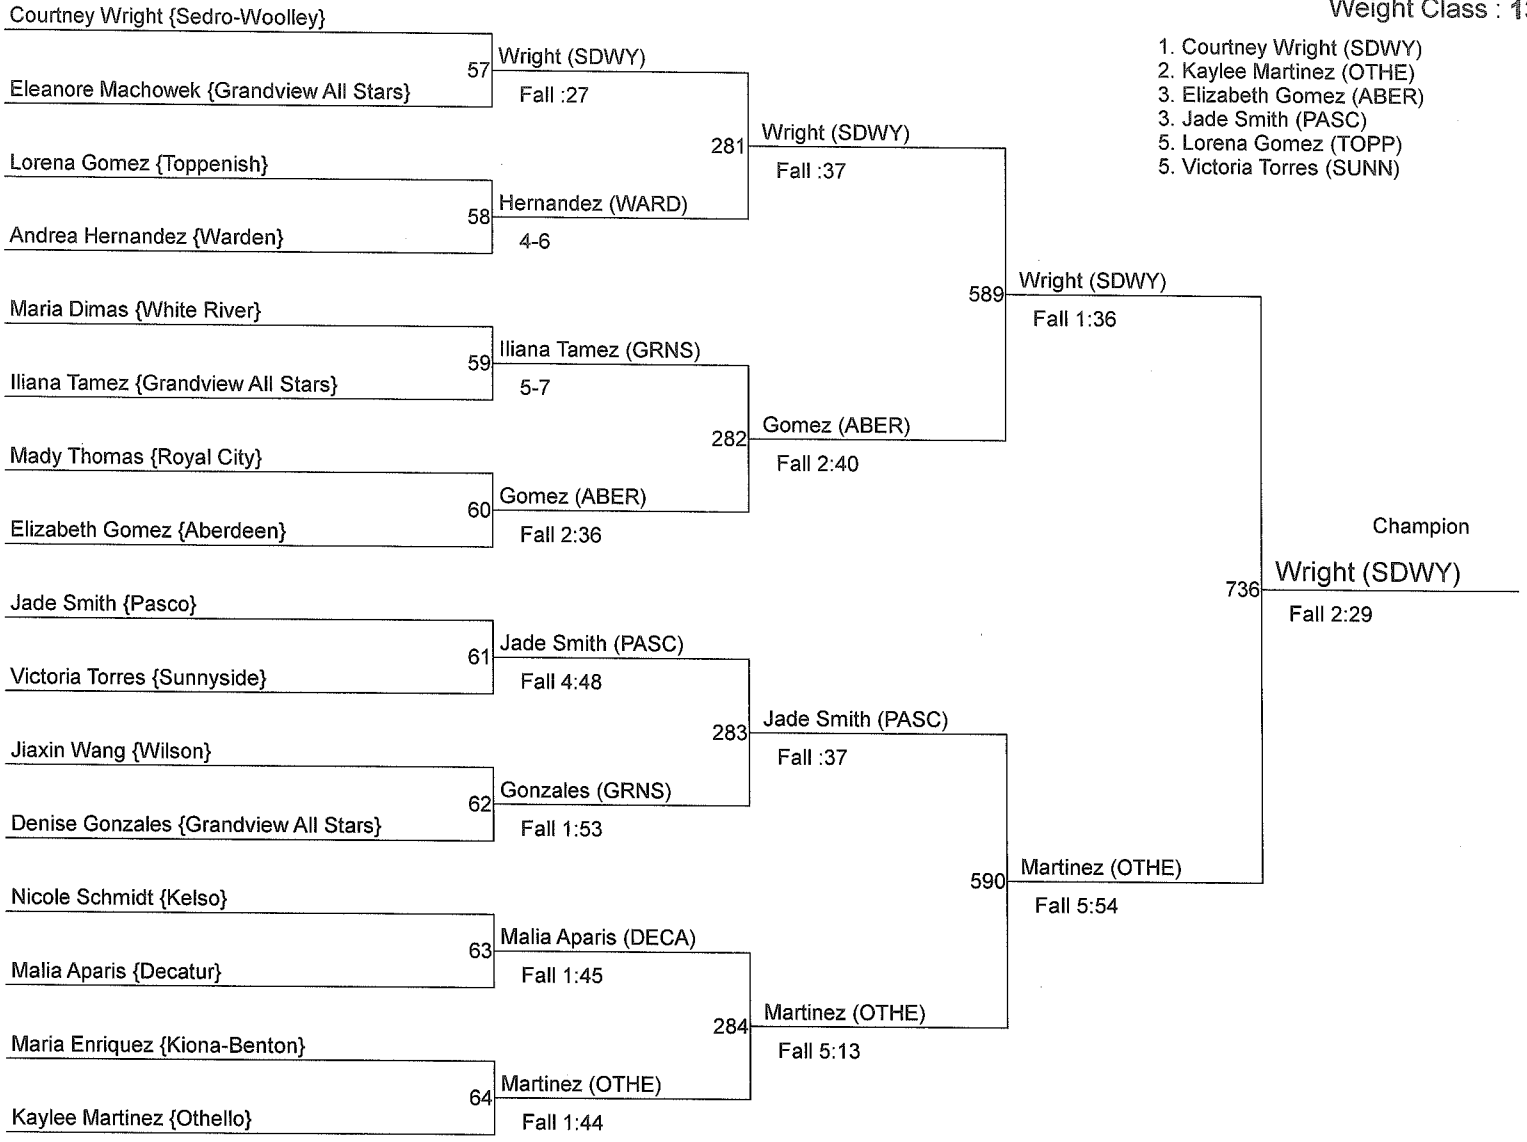 Weight Class : 13
1. Courtney Wright (SDWY)
2. Kaylee Martinez (OTHE)
3. Elizabeth Gomez (ABER)
3. Jade Smith (PASC)
5. Lorena Gomez (TOPP)
5. Victoria Torres (SUNN)
Courtney Wright {Sedro-Woolley}
57
Wright (SDWY)
Fall :27
Eleanore Machowek {Grandview All Stars}
281
Wright (SDWY)
Fall :37
Lorena Gomez {Toppenish}
58
Hernandez (WARD)
4-6
Andrea Hernandez {Warden}
589
Wright (SDWY)
Fall 1:36
Maria Dimas {White River}
59
Iliana Tamez (GRNS)
5-7
Iliana Tamez {Grandview All Stars}
282
Gomez (ABER)
Fall 2:40
Mady Thomas {Royal City}
60
Gomez (ABER)
Fall 2:36
Elizabeth Gomez {Aberdeen}
Champion
736
Wright (SDWY)
Fall 2:29
Jade Smith {Pasco}
61
Jade Smith (PASC)
Fall 4:48
Victoria Torres {Sunnyside}
283
Jade Smith (PASC)
Fall :37
Jiaxin Wang {Wilson}
62
Gonzales (GRNS)
Fall 1:53
Denise Gonzales {Grandview All Stars}
590
Martinez (OTHE)
Fall 5:54
Nicole Schmidt {Kelso}
63
Malia Aparis (DECA)
Fall 1:45
Malia Aparis {Decatur}
284
Martinez (OTHE)
Fall 5:13
Maria Enriquez {Kiona-Benton}
64
Martinez (OTHE)
Fall 1:44
Kaylee Martinez {Othello}